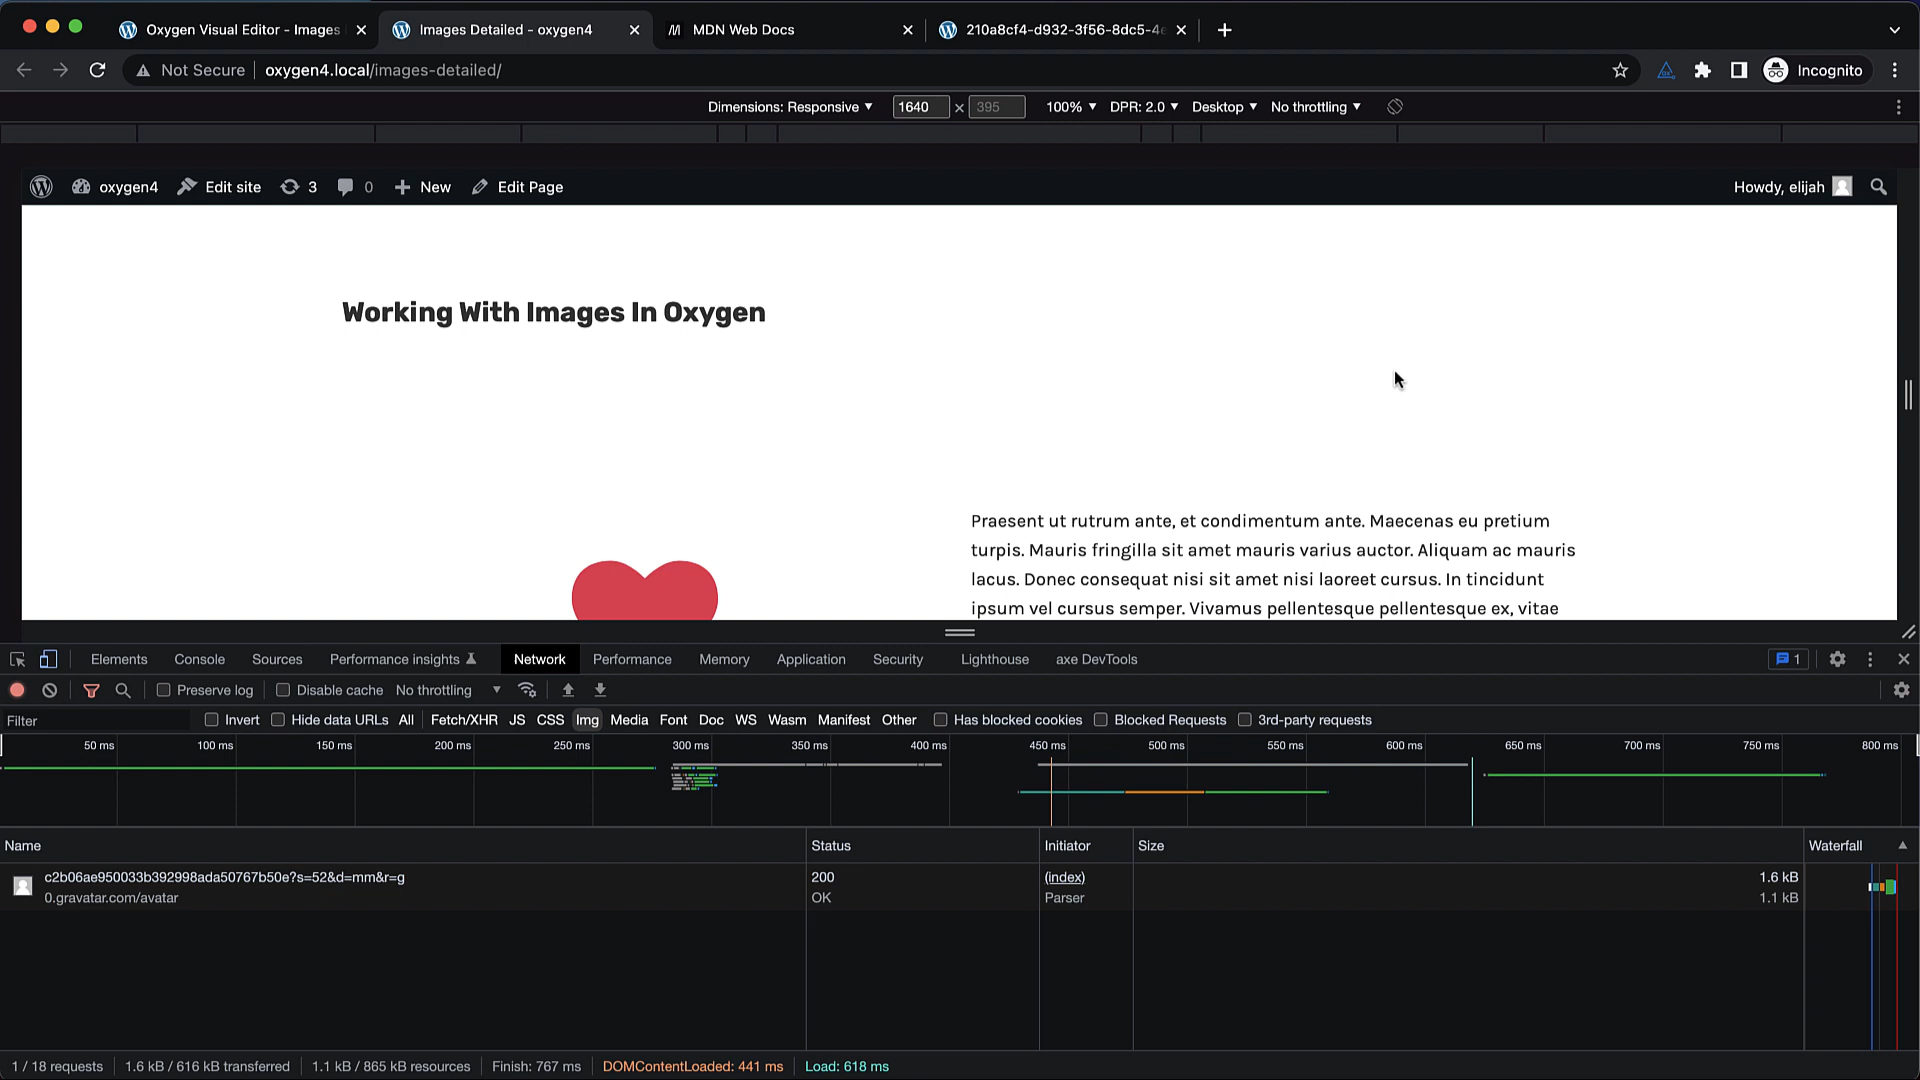 Oxygen Visual Editor - Images
Images Detailed - oxygen4
MDN Web Docs
210a8cf4-d932-3f56-8dc5-4e
Not Secure
oxygen4.local/images-detailed/
Incognito
Dimensions: Responsive
1640 × 395
100%
DPR: 2.0
Desktop
No throttling
oxygen4
Edit site
3
0
New
Edit Page
Howdy, elijah
Working With Images In Oxygen
Praesent ut rutrum ante, et condimentum ante. Maecenas eu pretium
turpis. Mauris fringilla sit amet mauris varius auctor. Aliquam ac mauris
lacus. Donec consequat nisi sit amet nisi laoreet cursus. In tincidunt
ipsum vel cursus semper. Vivamus pellentesque pellentesque ex, vitae
Elements Console Sources Performance insights Network Performance Memory Application Security Lighthouse axe DevTools 1
Preserve log Disable cache No throttling
Filter Invert Hide data URLs All Fetch/XHR JS CSS Img Media Font Doc WS Wasm Manifest Other Has blocked cookies Blocked Requests 3rd-party requests
50 ms 100 ms 150 ms 200 ms 250 ms 300 ms 350 ms 400 ms 450 ms 500 ms 550 ms 600 ms 650 ms 700 ms 750 ms 800 ms
Name Status Initiator Size Waterfall
c2b06ae950033b392998ada50767b50e?s=52&d=mm&r=g 200 (index) 1.6 kB
0.gravatar.com/avatar OK Parser 1.1 kB
1 / 18 requests 1.6 kB / 616 kB transferred 1.1 kB / 865 kB resources Finish: 767 ms DOMContentLoaded: 441 ms Load: 618 ms